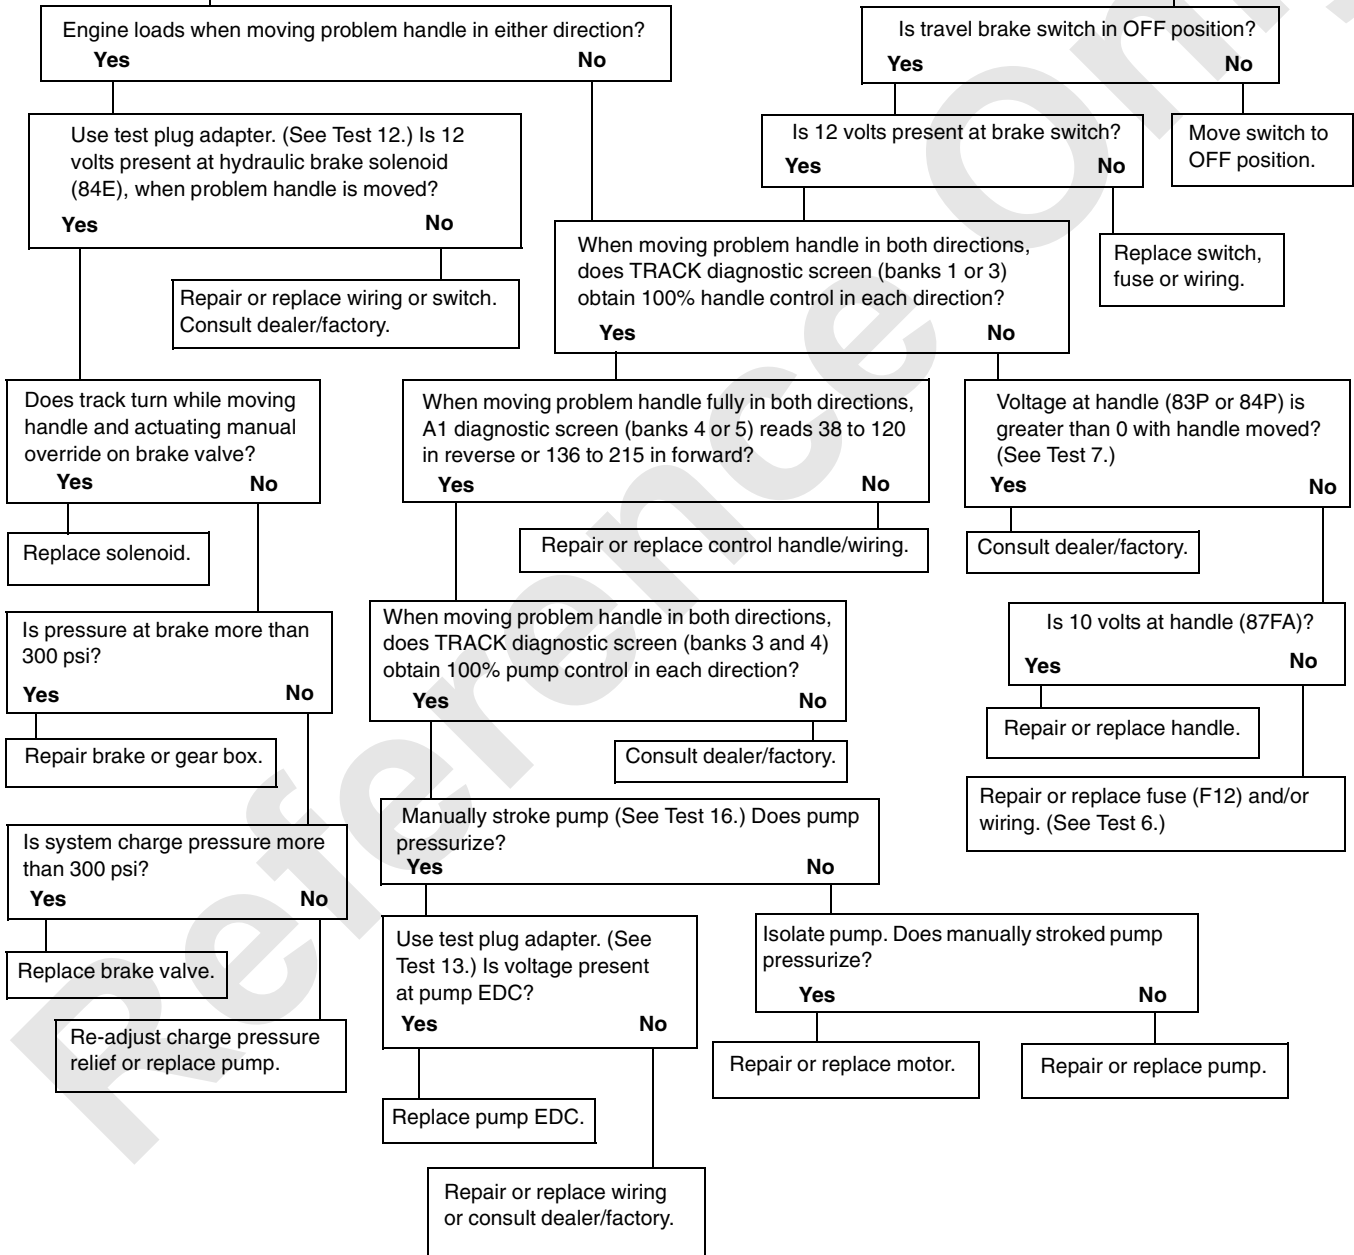 Engine loads when moving problem handle in either direction?
Yes No
Is travel brake switch in OFF position?
Yes No
Use test plug adapter. (See Test 12.) Is 12
volts present at hydraulic brake solenoid
(84E), when problem handle is moved?
Yes No
Is 12 volts present at brake switch?
Yes No
Move switch to
OFF position.
Repair or replace wiring or switch.
Consult dealer/factory.
When moving problem handle in both directions,
does TRACK diagnostic screen (banks 1 or 3)
obtain 100% handle control in each direction?
Yes No
Replace switch,
fuse or wiring.
Does track turn while moving
handle and actuating manual
override on brake valve?
Yes No
When moving problem handle fully in both directions,
A1 diagnostic screen (banks 4 or 5) reads 38 to 120
in reverse or 136 to 215 in forward?
Yes No
Voltage at handle (83P or 84P) is
greater than 0 with handle moved?
(See Test 7.)
Yes No
Replace solenoid.
Repair or replace control handle/wiring.
Consult dealer/factory.
Is pressure at brake more than
300 psi?
Yes No
When moving problem handle in both directions,
does TRACK diagnostic screen (banks 3 and 4)
obtain 100% pump control in each direction?
Yes No
Is 10 volts at handle (87FA)?
Yes No
Repair brake or gear box.
Consult dealer/factory.
Repair or replace handle.
Is system charge pressure more
than 300 psi?
Yes No
Manually stroke pump (See Test 16.) Does pump
pressurize?
Yes No
Repair or replace fuse (F12) and/or
wiring. (See Test 6.)
Replace brake valve.
Use test plug adapter. (See
Test 13.) Is voltage present
at pump EDC?
Yes No
Isolate pump. Does manually stroked pump
pressurize?
Yes No
Re-adjust charge pressure
relief or replace pump.
Repair or replace motor.
Repair or replace pump.
Replace pump EDC.
Repair or replace wiring
or consult dealer/factory.
Reference On